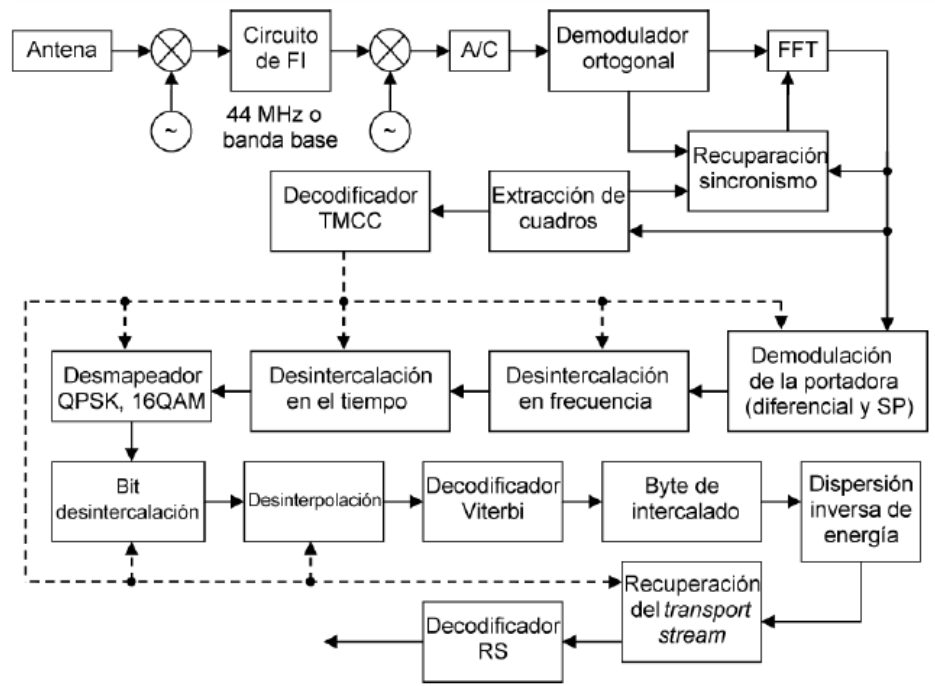 Antena
Circuito
de FI
44 MHz o
banda base
~
~
A/C
Demodulador
ortogonal
FFT
Recuparación
sincronismo
Extracción de
cuadros
Decodificador
TMCC
Desmapeador
QPSK, 16QAM
Desintercalación
en el tiempo
Desintercalación
en frecuencia
Demodulación
de la portadora
(diferencial y SP)
Bit
desintercalación
Desinterpolación
Decodificador
Viterbi
Byte de
intercalado
Dispersión
inversa de
energía
Recuperación
del transport
stream
Decodificador
RS